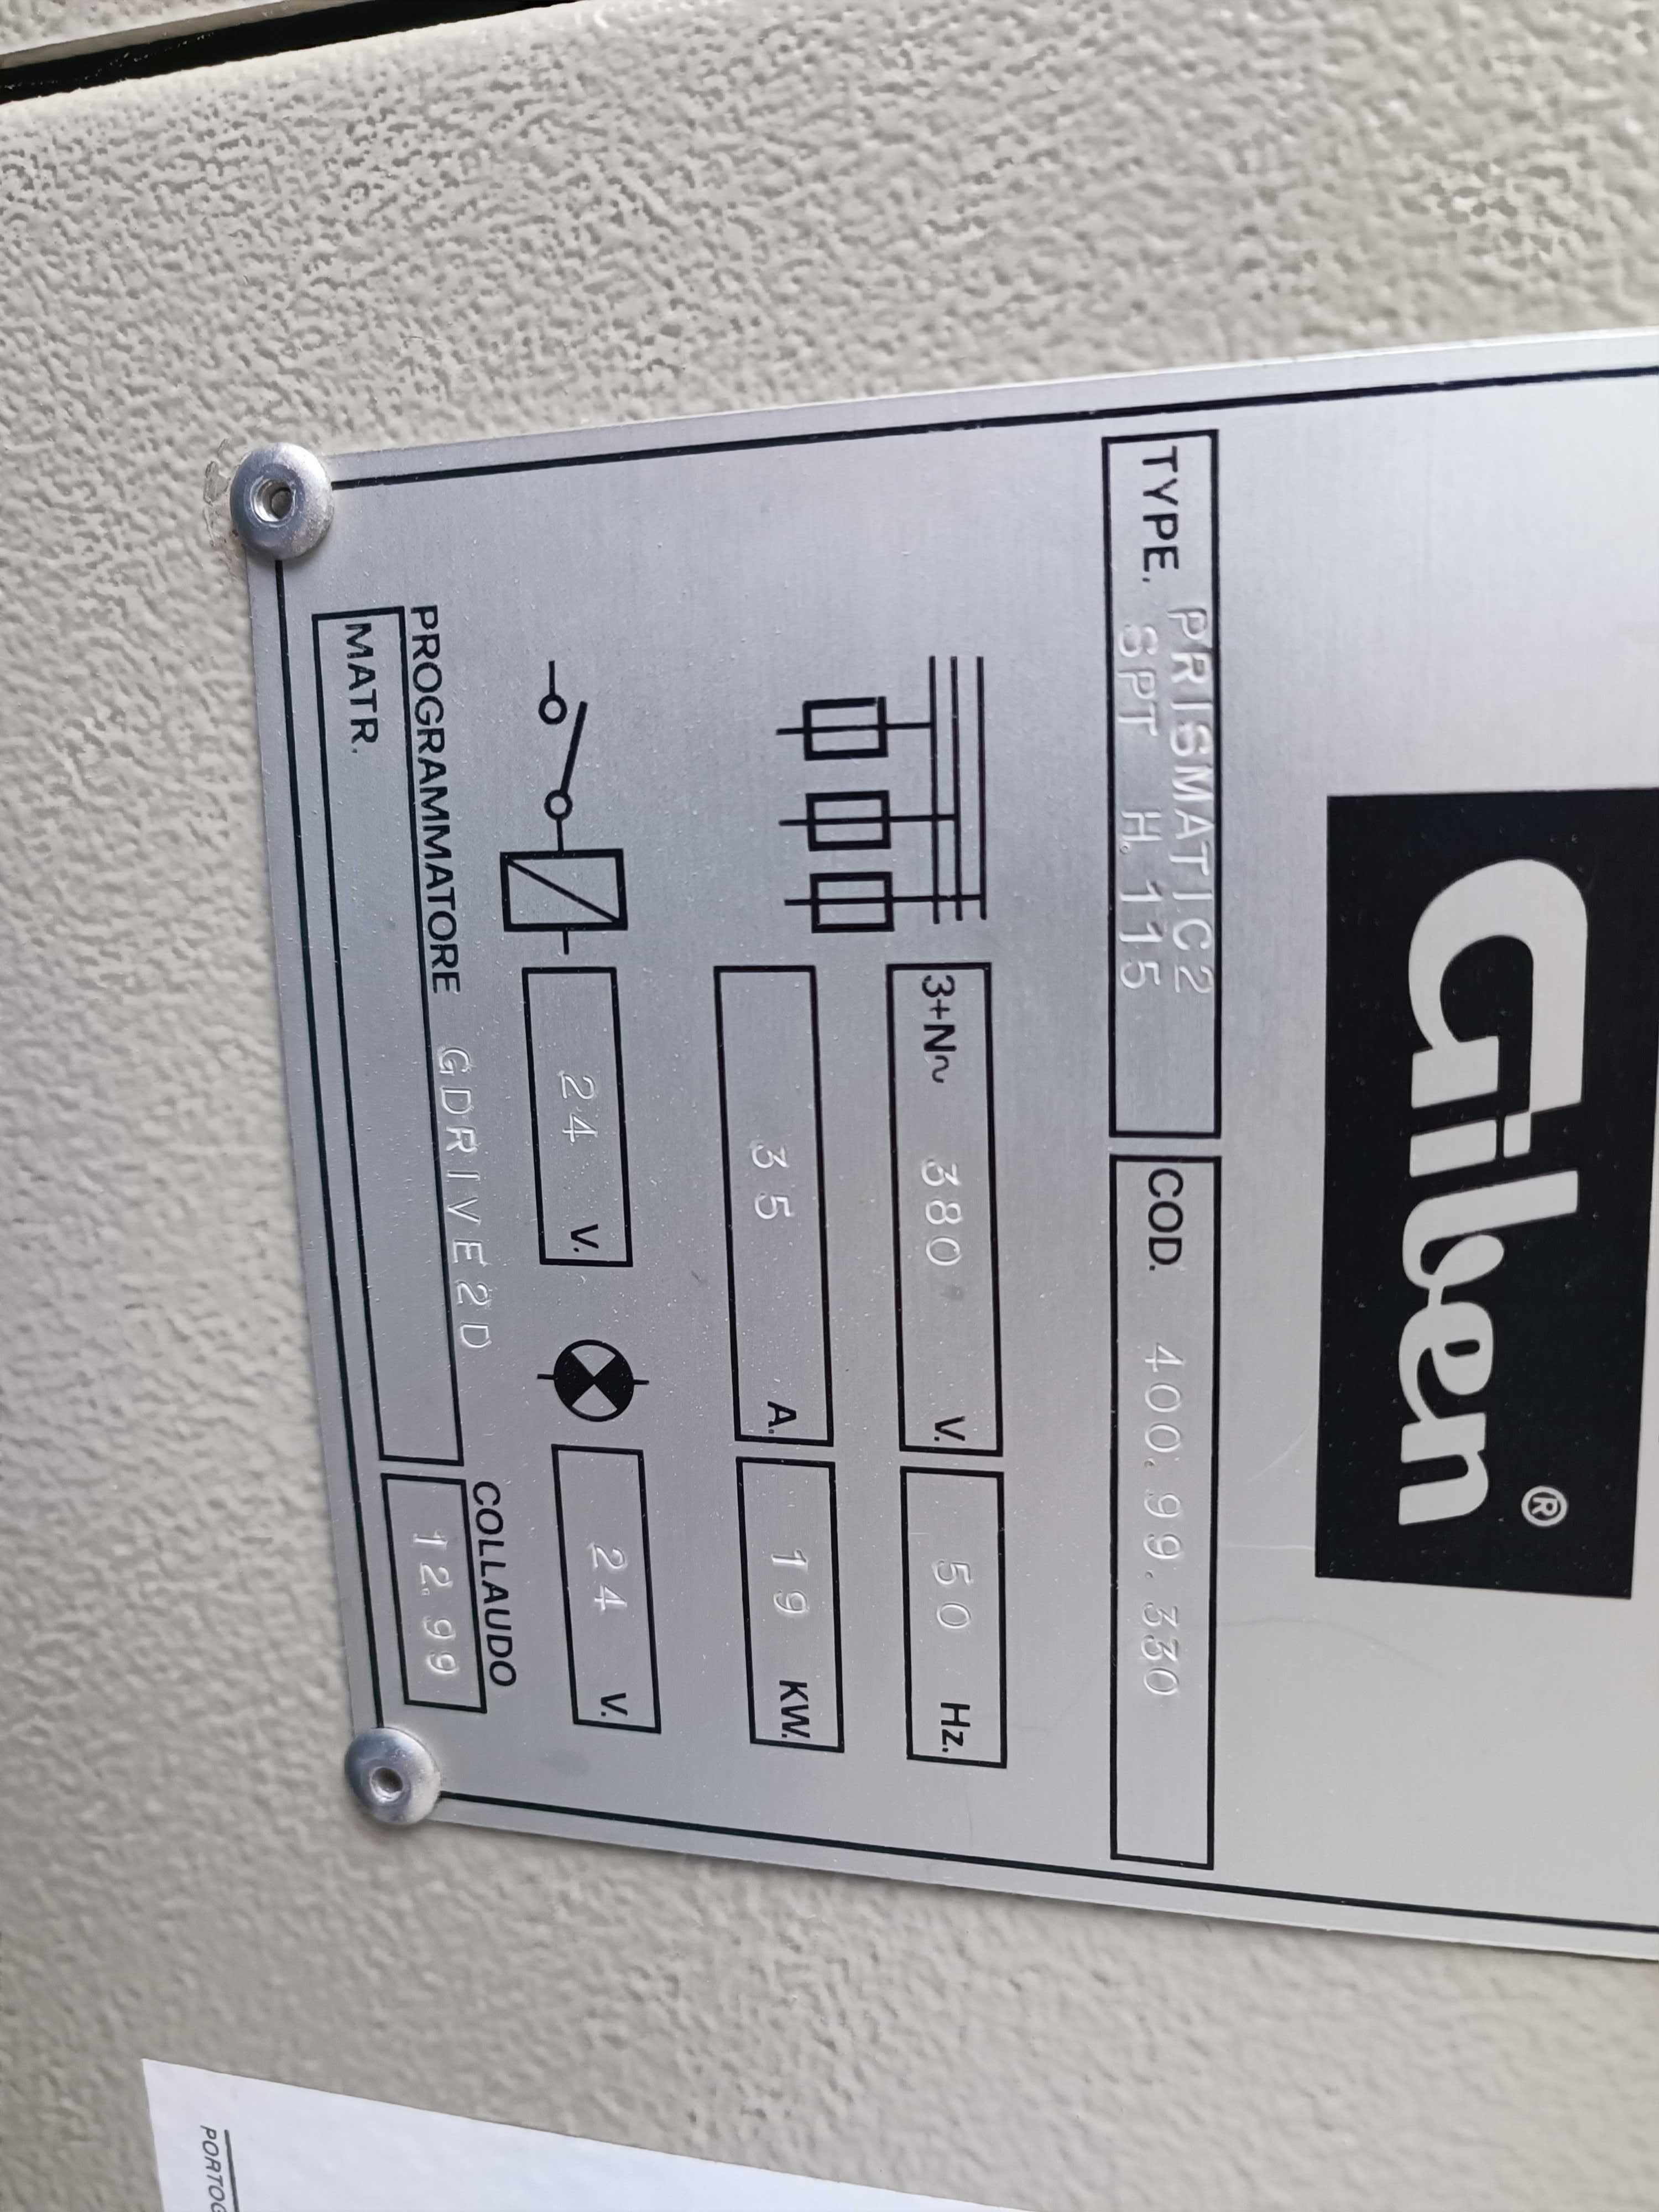 Giben®
TYPE. PRISMATIC2
SPT H.115
COD. 400.99.330
3+N~ 380 V.
50 Hz.
35 A.
19 KW.
24 V.
24 V.
PROGRAMMATORE GDRIVE2D
COLLAUDO
MATR.
12.99